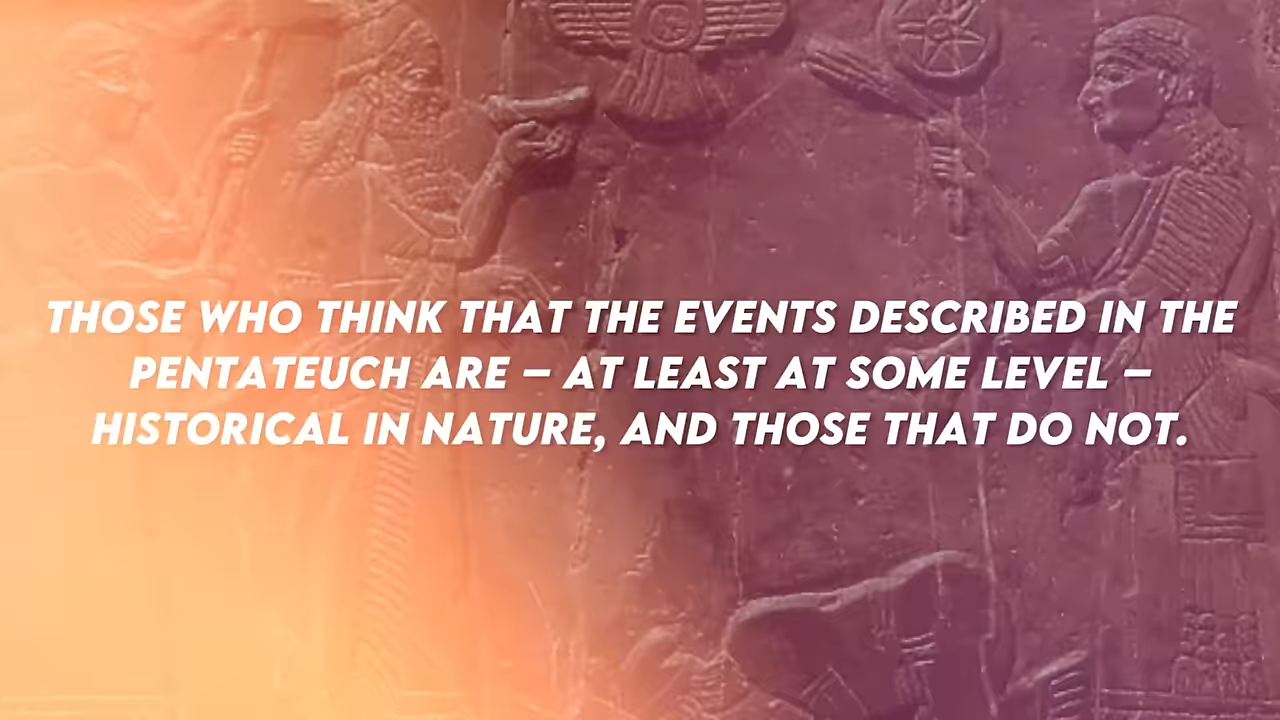 THOSE WHO THINK THAT THE EVENTS DESCRIBED IN THE
PENTATEUCH ARE – AT LEAST AT SOME LEVEL –
HISTORICAL IN NATURE, AND THOSE THAT DO NOT.